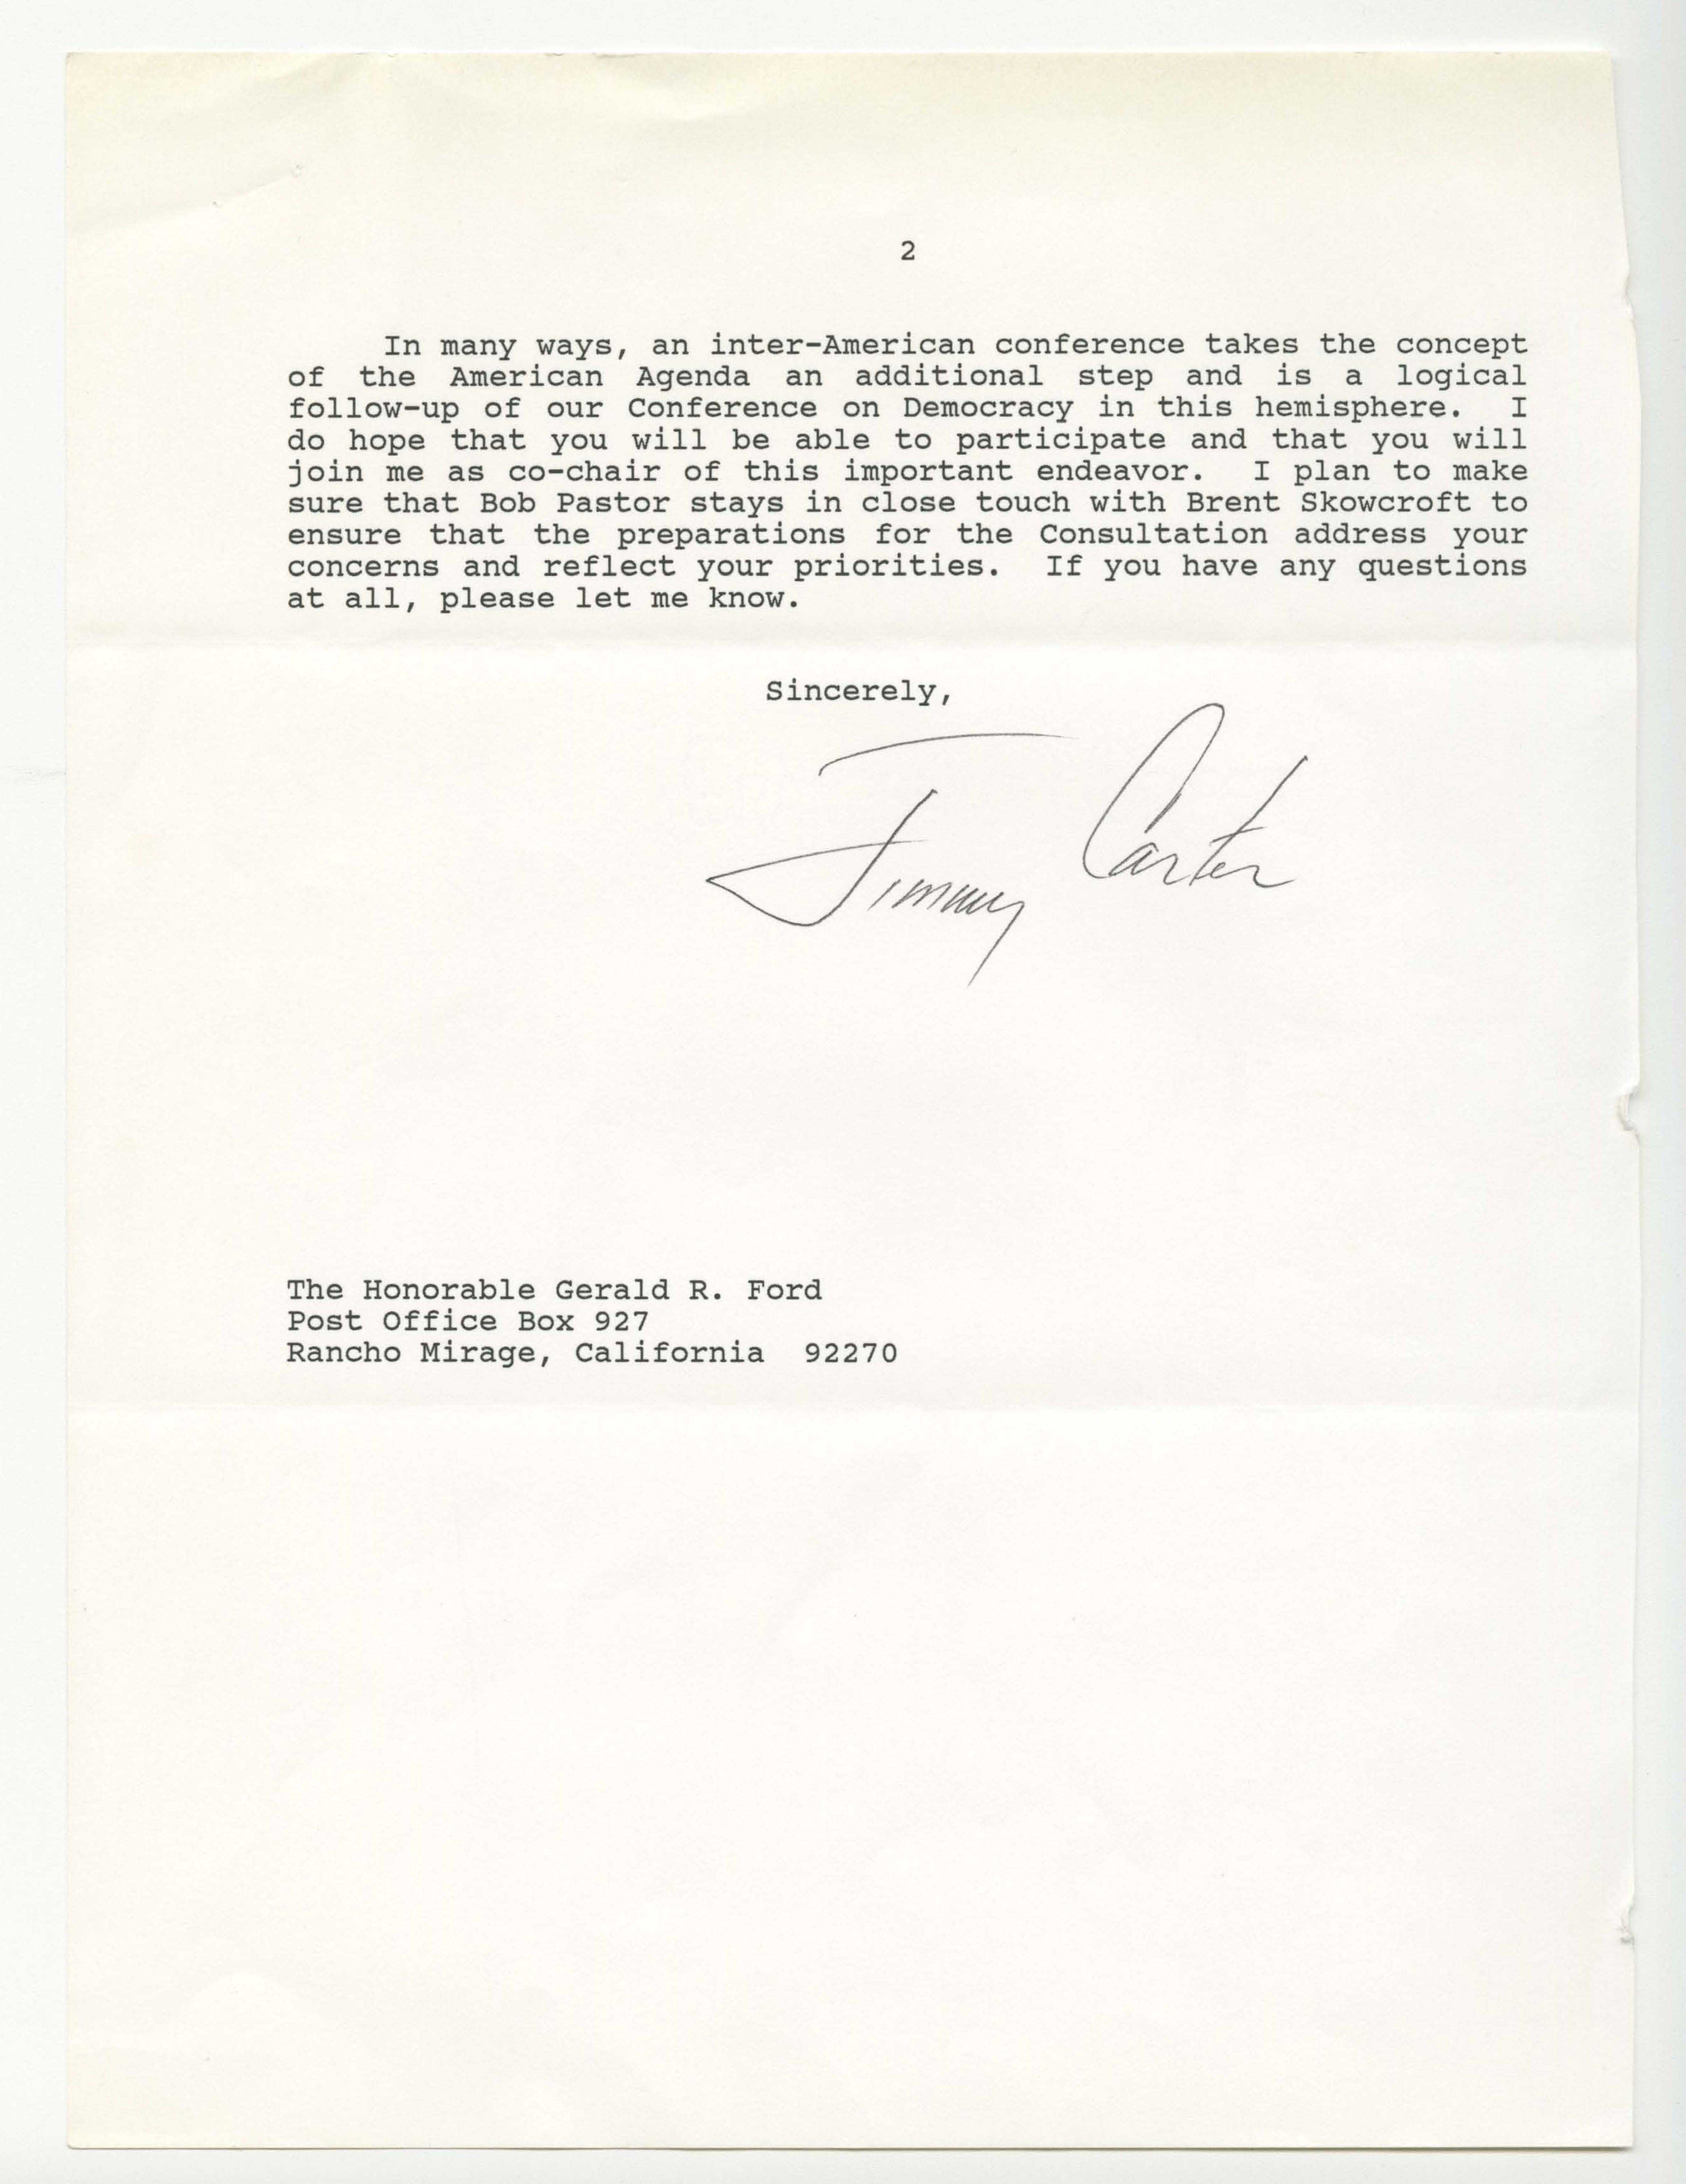 2
In many ways, an inter-American conference takes the concept
of the American Agenda an additional step and is a logical
follow-up of our Conference on Democracy in this hemisphere. I
do hope that you will be able to participate and that you will
join me as co-chair of this important endeavor. I plan to make
sure that Bob Pastor stays in close touch with Brent Skowcroft to
ensure that the preparations for the Consultation address your
concerns and reflect your priorities. If you have any questions
at all, please let me know.
Sincerely,
Jimmy Carter
The Honorable Gerald R. Ford
Post Office Box 927
Rancho Mirage, California 92270